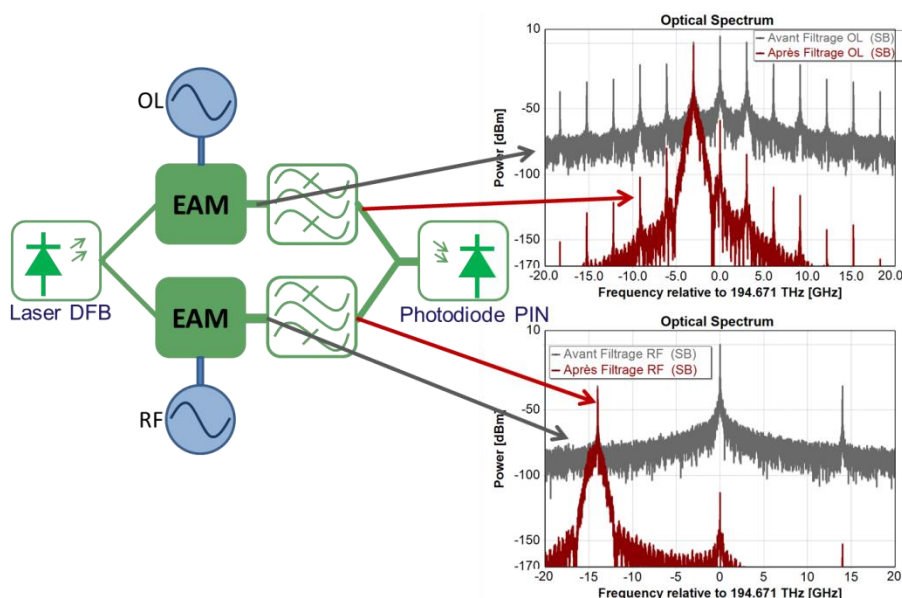 OL
EAM
Laser DFB
EAM
RF
Photodiode PIN
Optical Spectrum
Avant Filtrage OL (SB)
Après Filtrage OL (SB)
Power [dBm]
10
-50
-100
-150
-170
-20.0 -15.0 -10.0 -5.0 0.0 5.0 10.0 15.0 20.0
Frequency relative to 194.671 THz [GHz]
Optical Spectrum
Avant Filtrage RF (SB)
Après Filtrage RF (SB)
Power [dBm]
10
-50
-100
-150
-170
-20 -15 -10 -5 0 5 10 15 20
Frequency relative to 194.671 THz [GHz]